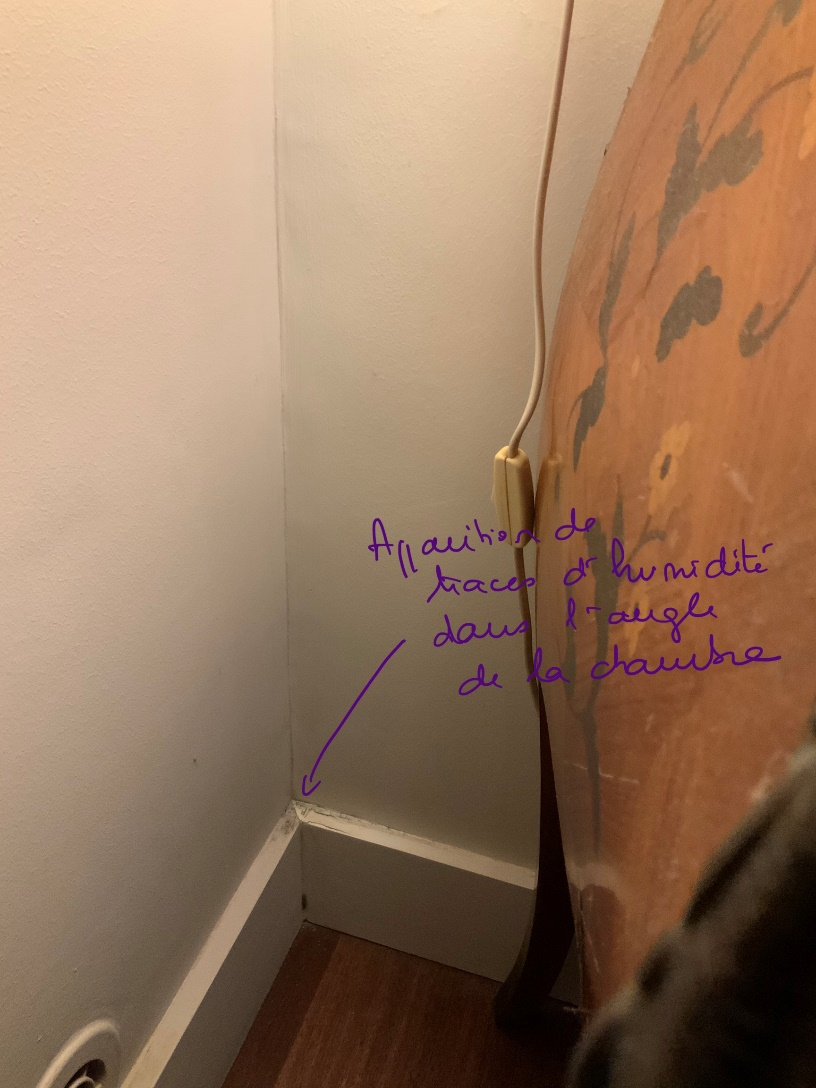 Apparition de
traces d'humidité
dans l'angle
de la chambre